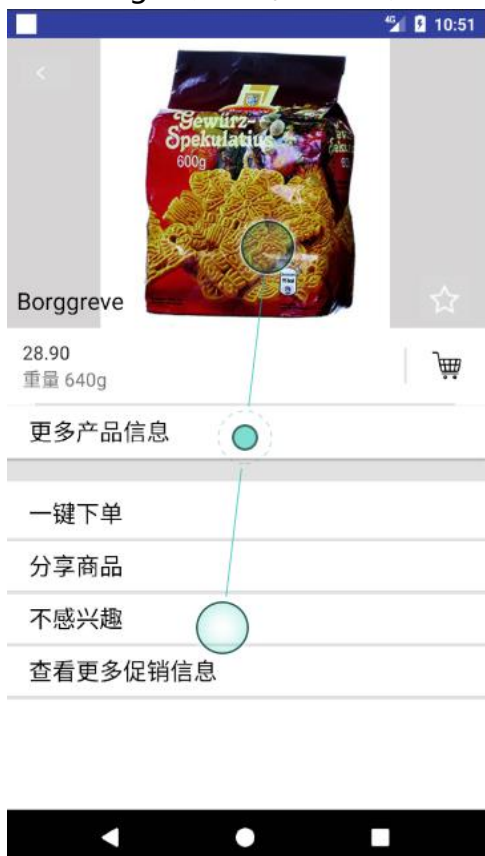 4G 10:51
Gewürz-
Spekulatius
600g
Borggreve
28.90
重量 640g
更多产品信息
一键下单
分享商品
不感兴趣
查看更多促销信息